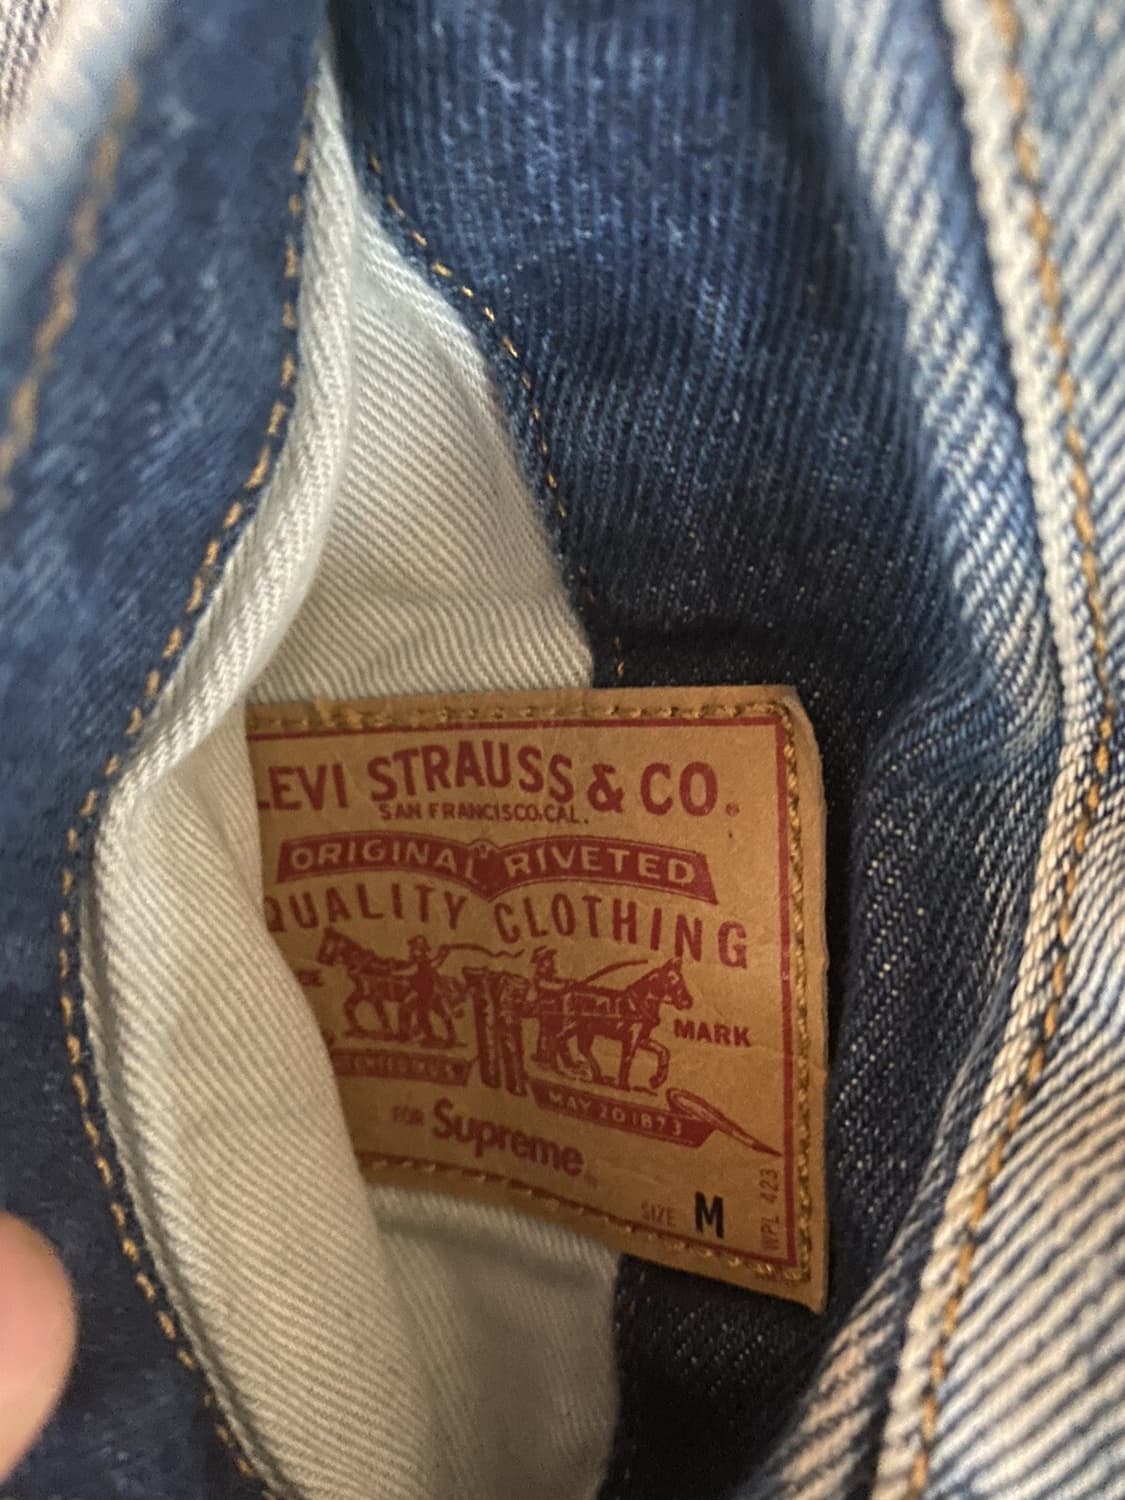 LEVI STRAUSS & CO.
SAN FRANCISCO, CAL.
ORIGINAL RIVETED
QUALITY CLOTHING
MARK
MAY 20 1873
FOR Supreme
SIZE M
WPL 423